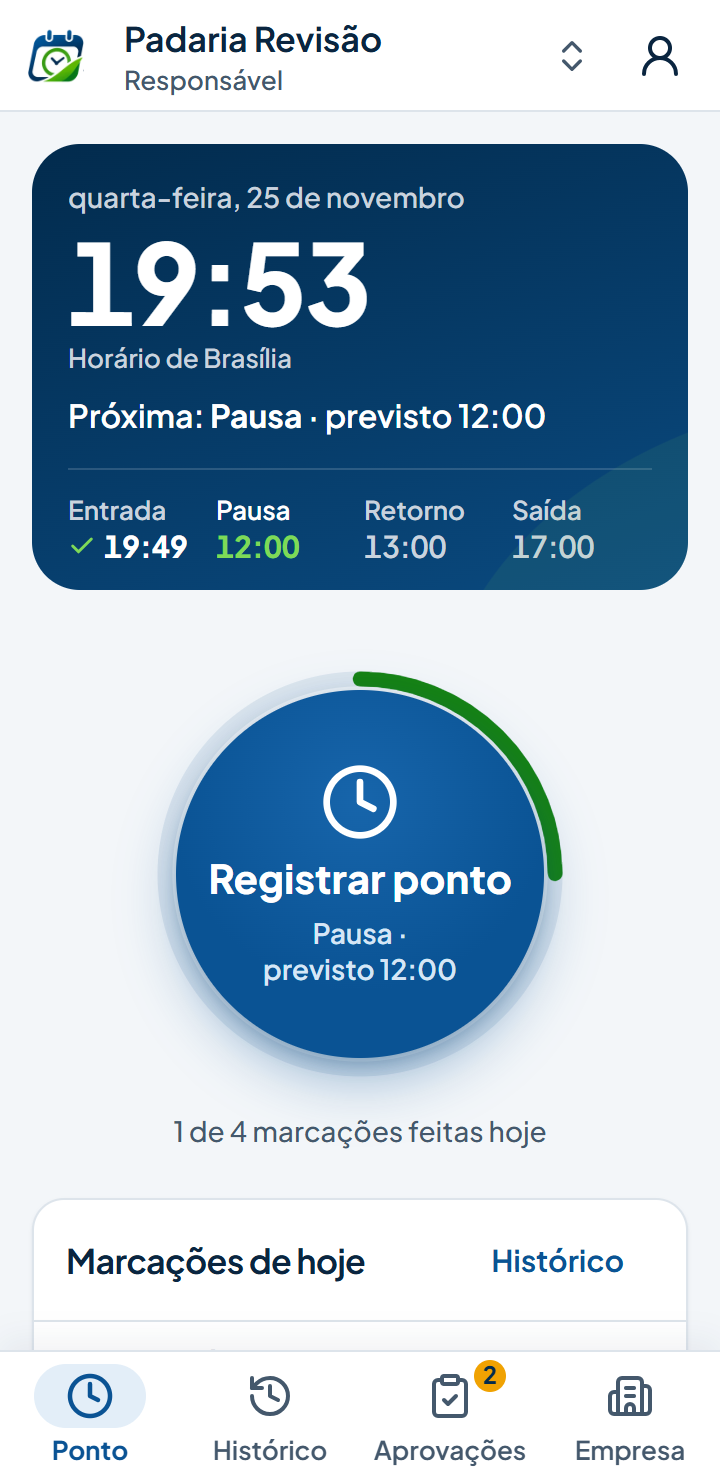 Padaria Revisão
Responsável
quarta-feira, 25 de novembro
19:53
Horário de Brasília
Próxima: Pausa · previsto 12:00
Entrada Pausa Retorno Saída
19:49 12:00 13:00 17:00
Registrar ponto
Pausa ·
previsto 12:00
1 de 4 marcações feitas hoje
Marcações de hoje Histórico
2
Ponto Histórico Aprovações Empresa